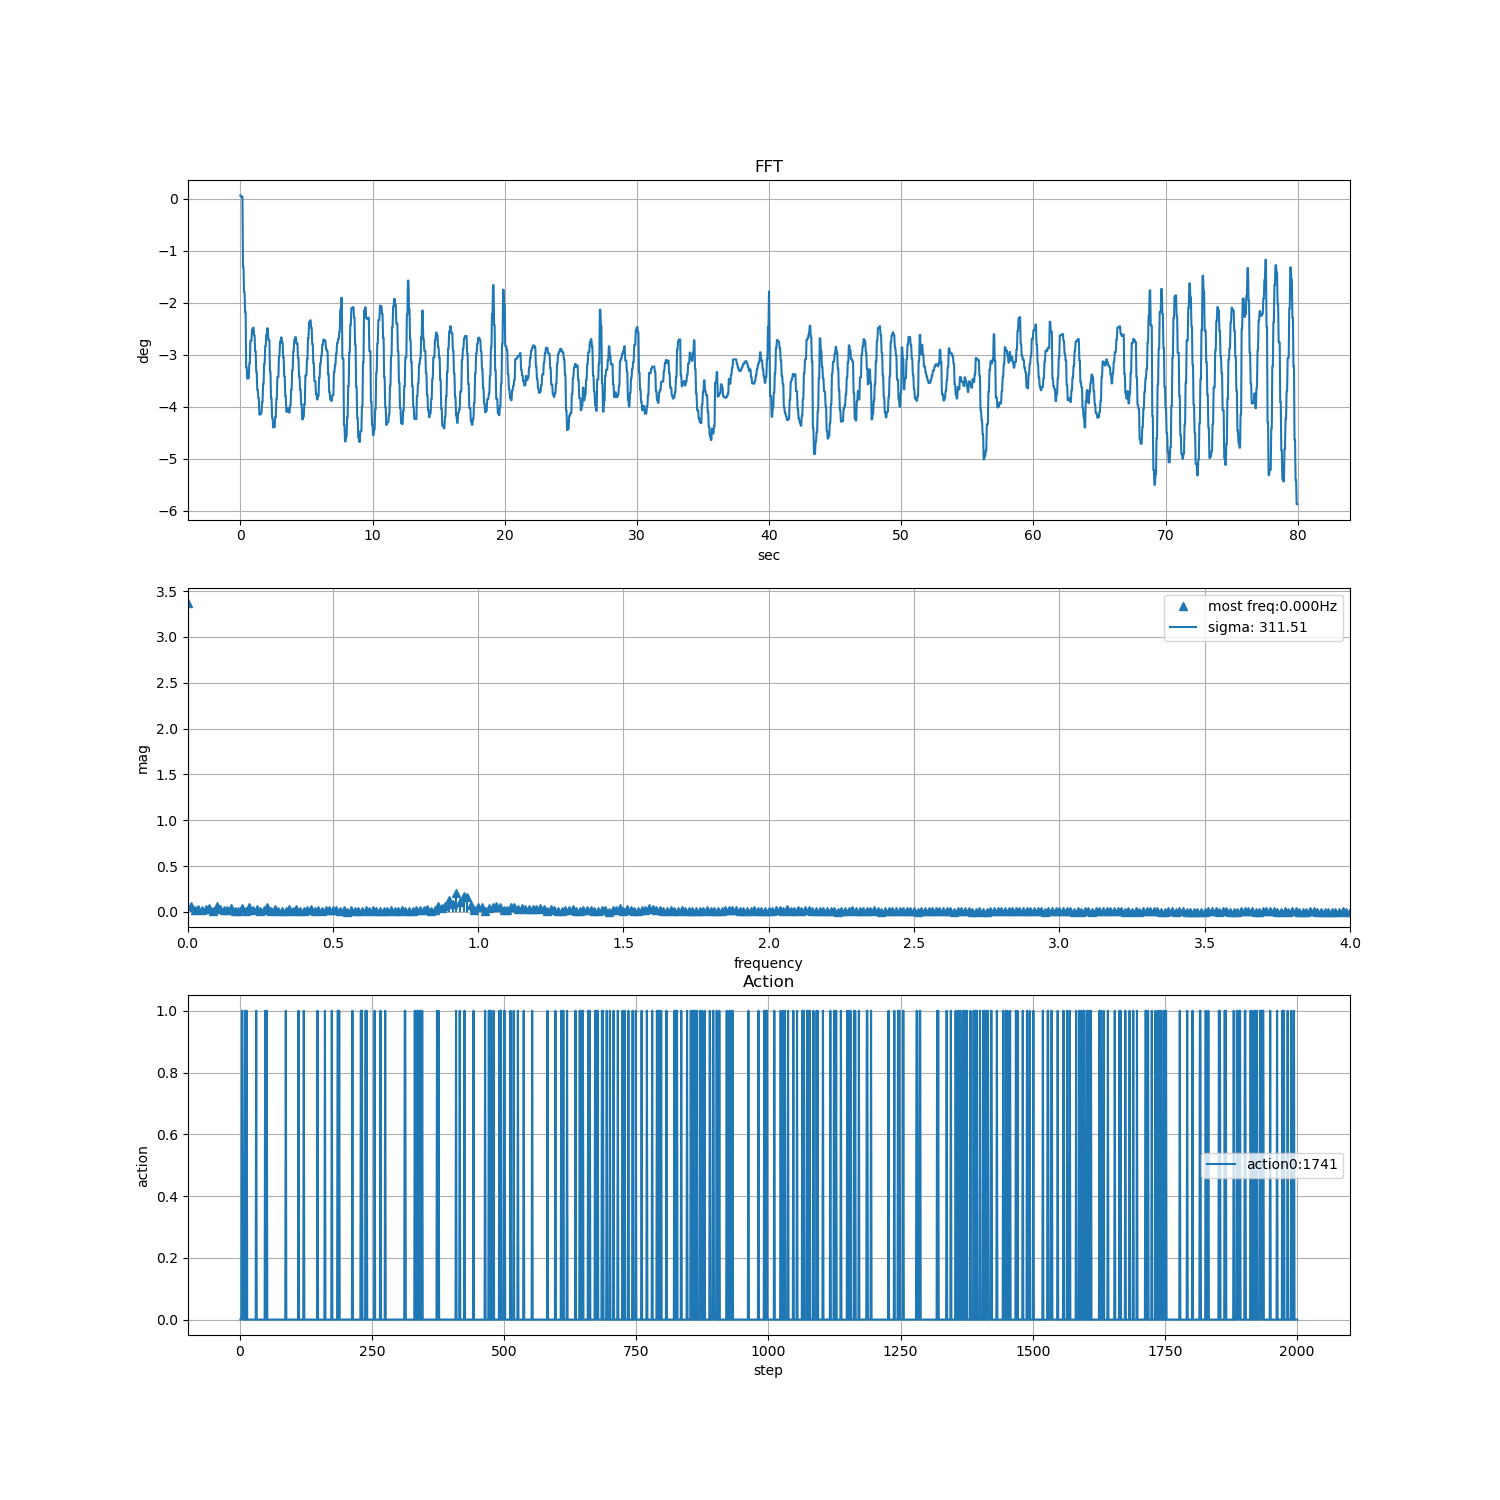 FFT
0
−1
−2
−3
−4
−5
−6
deg
0 10 20 30 40 50 60 70 80
sec
3.5
3.0
2.5
2.0
1.5
1.0
0.5
0.0
mag
most freq:0.000Hz
sigma: 311.51
0.0 0.5 1.0 1.5 2.0 2.5 3.0 3.5 4.0
frequency
Action
1.0
0.8
0.6
0.4
0.2
0.0
action
action0:1741
0 250 500 750 1000 1250 1500 1750 2000
step